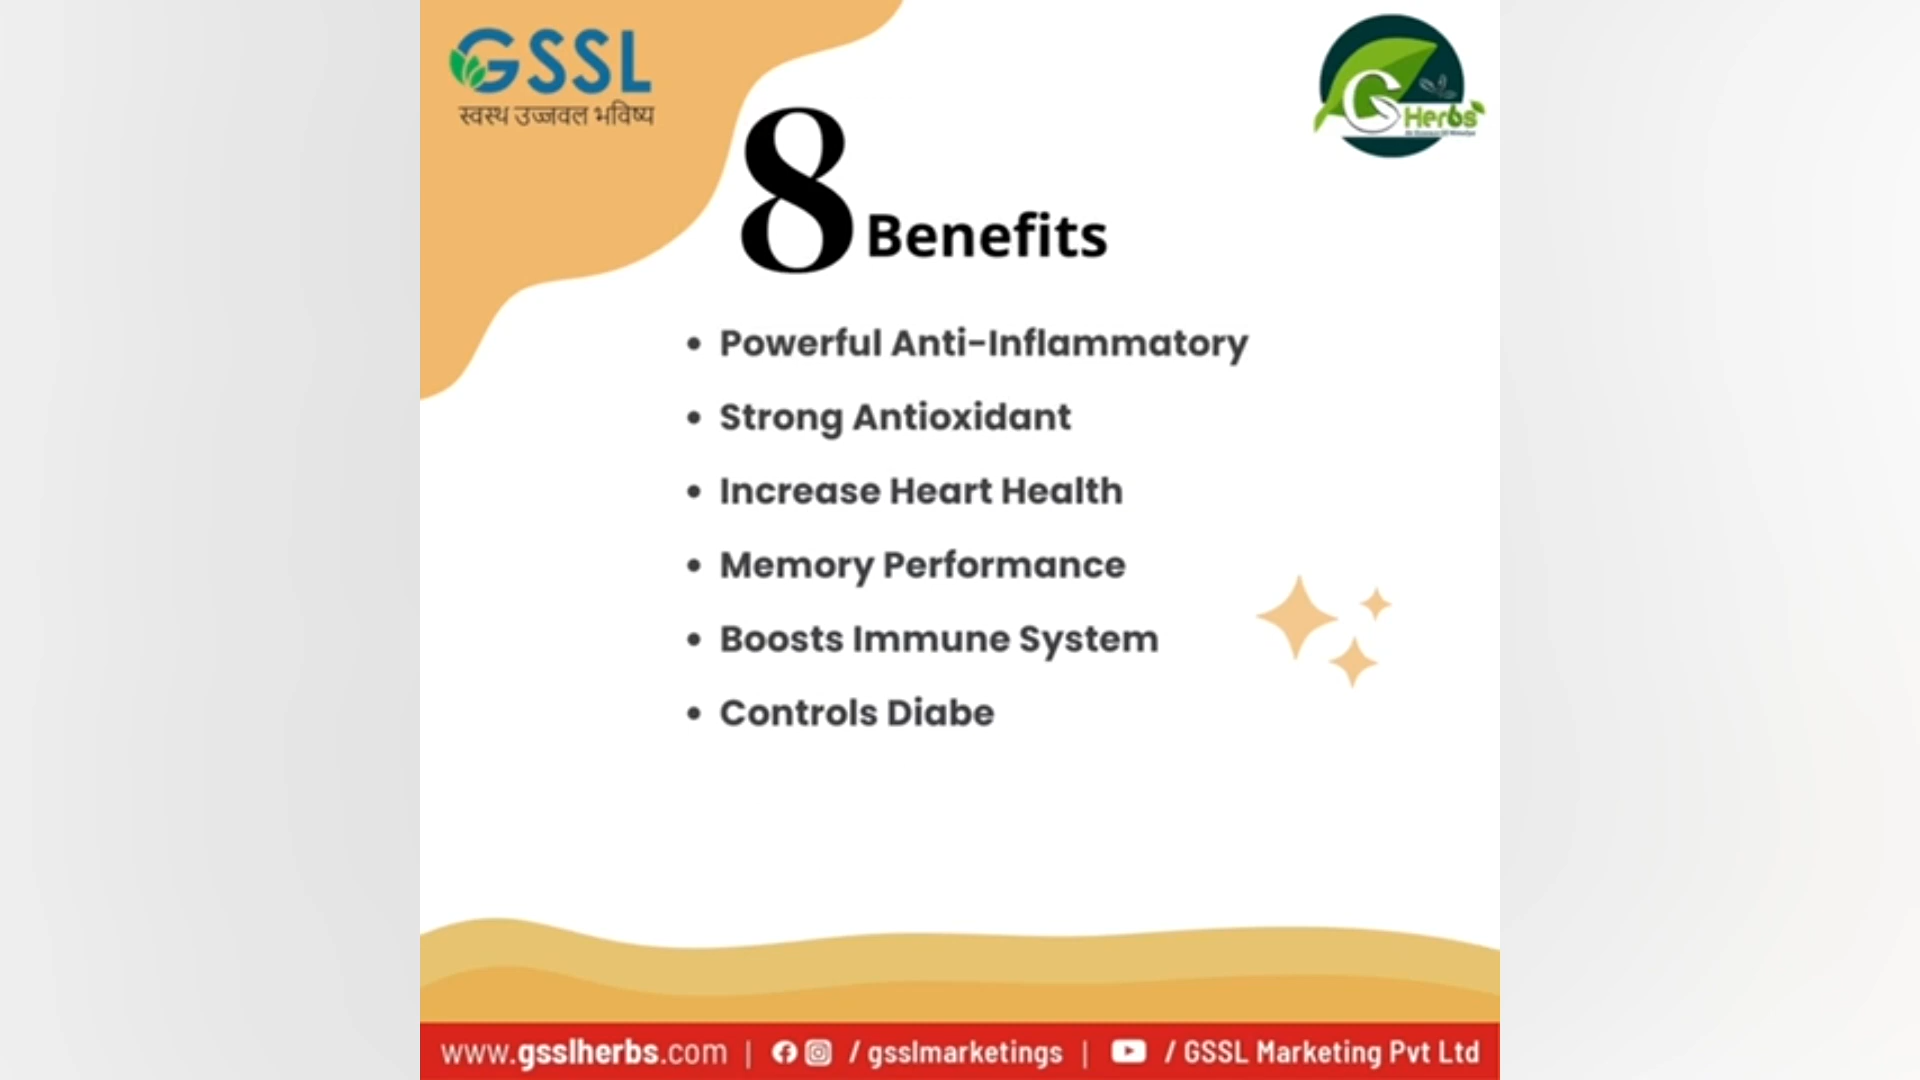 GSSL
स्वस्थ उज्जवल भविष्य
G Herbs
8 Benefits
• Powerful Anti-Inflammatory
• Strong Antioxidant
• Increase Heart Health
• Memory Performance
• Boosts Immune System
• Controls Diabe
www.gsslherbs.com | / gsslmarketings | / GSSL Marketing Pvt Ltd